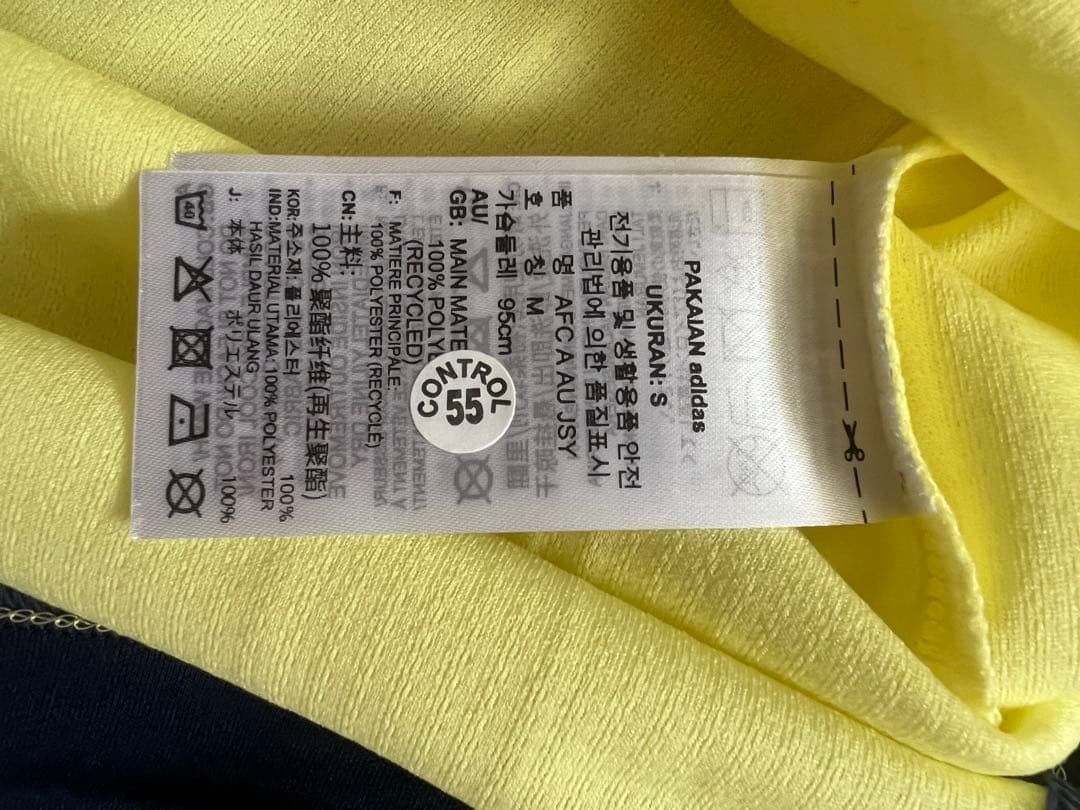 PAKAIAN adidas
UKURAN: S
전기용품 및 생활용품 안전
관리법에 의한 품질표시
품 명 AFC A AU JSY
호 칭 M
가슴둘레 95cm
AU/
GB: MAIN MATE
100% POLY
(RECYCLED)
CONTROL
55
F: MATIERE PRINCIPALE:
100% POLYESTER (RECYCLÉ)
CN: 主料:
100% 聚酯纤维(再生聚酯)
KOR:주소재: 폴리에스터 100%
IND:MATERIAL UTAMA:100% POLYESTER
HASIL DAUR ULANG
J: 本体 ポリエステル 100%
40